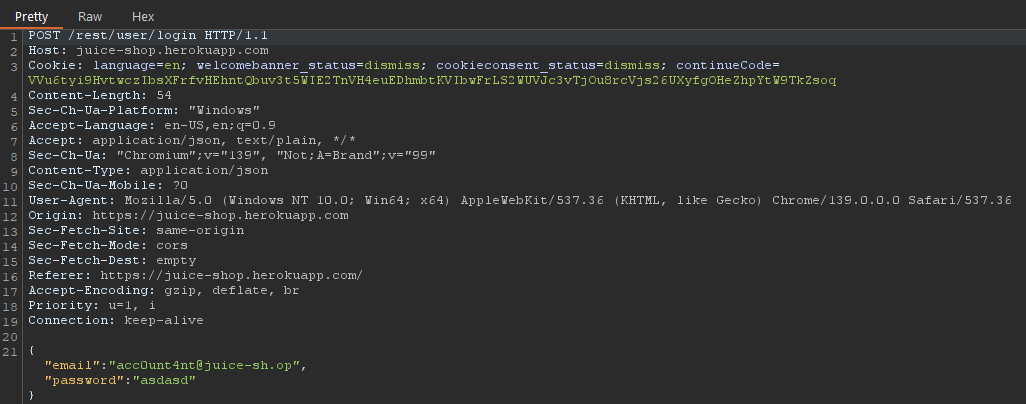 Pretty Raw Hex
1 POST /rest/user/login HTTP/1.1
2 Host: juice-shop.herokuapp.com
3 Cookie: language=en; welcomebanner_status=dismiss; cookieconsent_status=dismiss; continueCode=
VVu6tyi9HvtwczIbsXFrfvHEhntQbuv3t5WIE2TnVH4euEDhmbtKVIbwFrLS2WUVJc3vTjOu8rcVjs26UXyfgOHeZhpYtW9TkZsoq
4 Content-Length: 54
5 Sec-Ch-Ua-Platform: "Windows"
6 Accept-Language: en-US,en;q=0.9
7 Accept: application/json, text/plain, */*
8 Sec-Ch-Ua: "Chromium";v="139", "Not;A=Brand";v="99"
9 Content-Type: application/json
10 Sec-Ch-Ua-Mobile: ?0
11 User-Agent: Mozilla/5.0 (Windows NT 10.0; Win64; x64) AppleWebKit/537.36 (KHTML, like Gecko) Chrome/139.0.0.0 Safari/537.36
12 Origin: https://juice-shop.herokuapp.com
13 Sec-Fetch-Site: same-origin
14 Sec-Fetch-Mode: cors
15 Sec-Fetch-Dest: empty
16 Referer: https://juice-shop.herokuapp.com/
17 Accept-Encoding: gzip, deflate, br
18 Priority: u=1, i
19 Connection: keep-alive
20
21 {
"email":"acc0unt4nt@juice-sh.op",
"password":"asdasd"
}